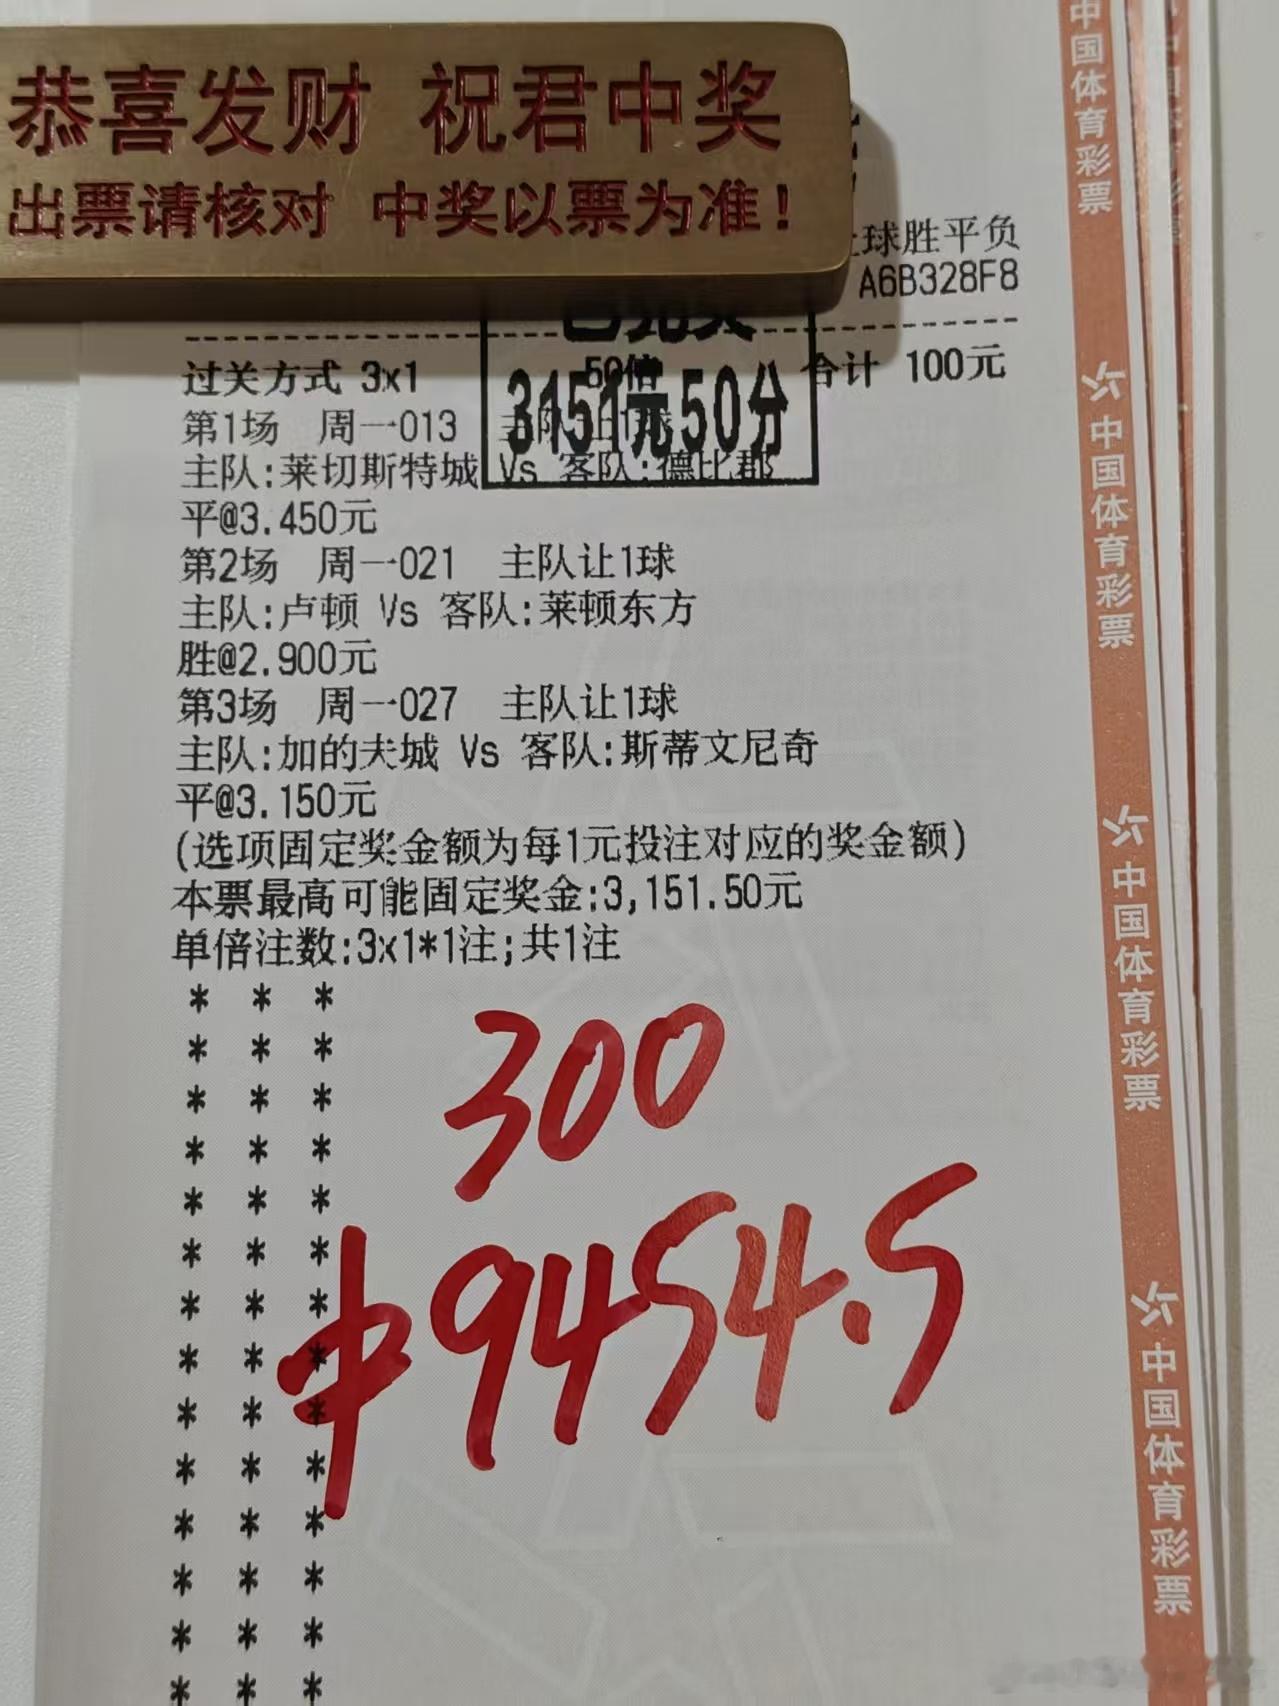 恭喜发财 祝君中奖
出票请核对 中奖以票为准!
球胜平负
A6B328F8
过关方式 3x1 50倍 合计 100元
3151元50分
第1场 周一013
主队:莱切斯特城 Vs 客队:德比郡
平@3.450元
第2场 周一021 主队让1球
主队:卢顿 Vs 客队:莱顿东方
胜@2.900元
第3场 周一027 主队让1球
主队:加的夫城 Vs 客队:斯蒂文尼奇
平@3.150元
(选项固定奖金额为每1元投注对应的奖金额)
本票最高可能固定奖金:3,151.50元
单倍注数:3x1*1注;共1注
* * *
* * *
* * *
* * *
* * *
* * *
* * *
* * *
* * *
* * *
* * *
* * *
* * *
* * *
300
中9454.5
中国体育彩票
中国体育彩票
中国体育彩票
中国体育彩票